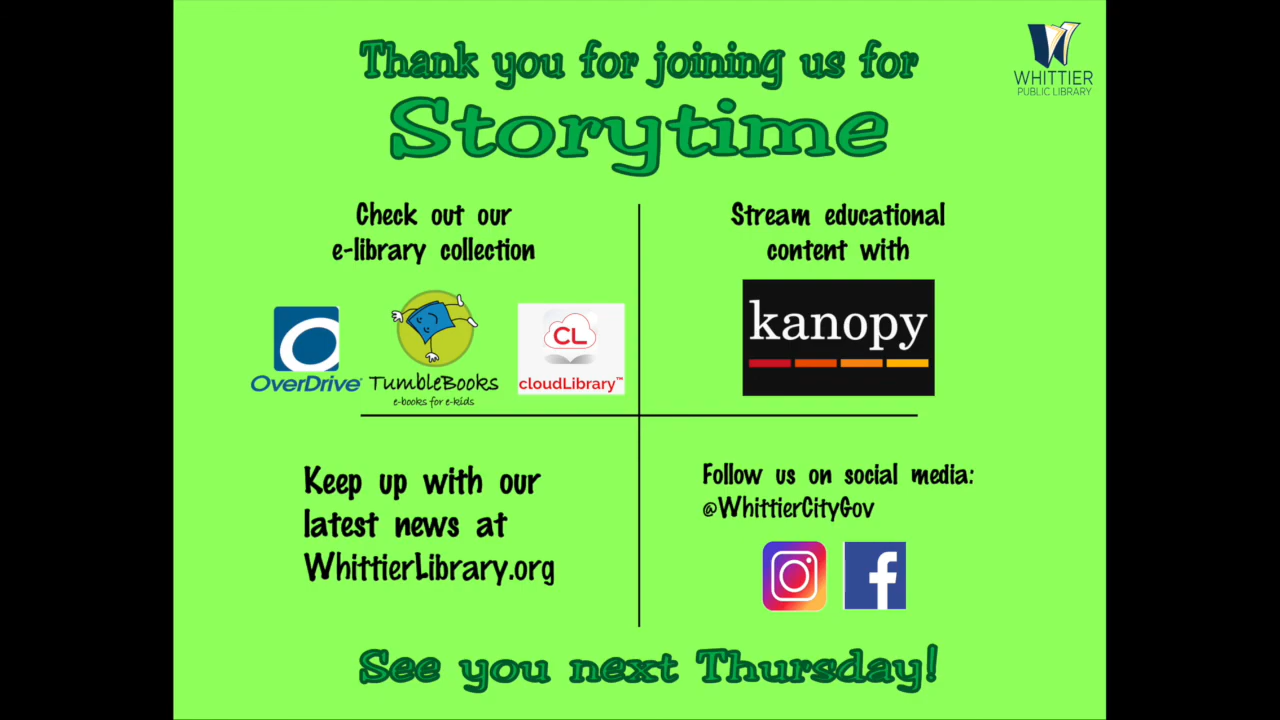 Thank you for joining us for
Storytime
WHITTIER
PUBLIC LIBRARY
Check out our
e-library collection
OverDrive®
TumbleBooks
e-books for e-kids
CL
cloudLibrary™
Stream educational
content with
kanopy
Keep up with our
latest news at
WhittierLibrary.org
Follow us on social media:
@WhittierCityGov
See you next Thursday!